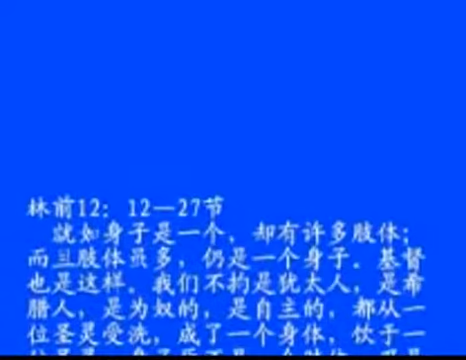 林前12：12—27节
就如身子是一个，却有许多肢体；
而且肢体虽多，仍是一个身子。基督
也是这样。我们不拘是犹太人，是希
腊人，是为奴的，是自主的，都从一
位圣灵受洗，成了一个身体，饮于一